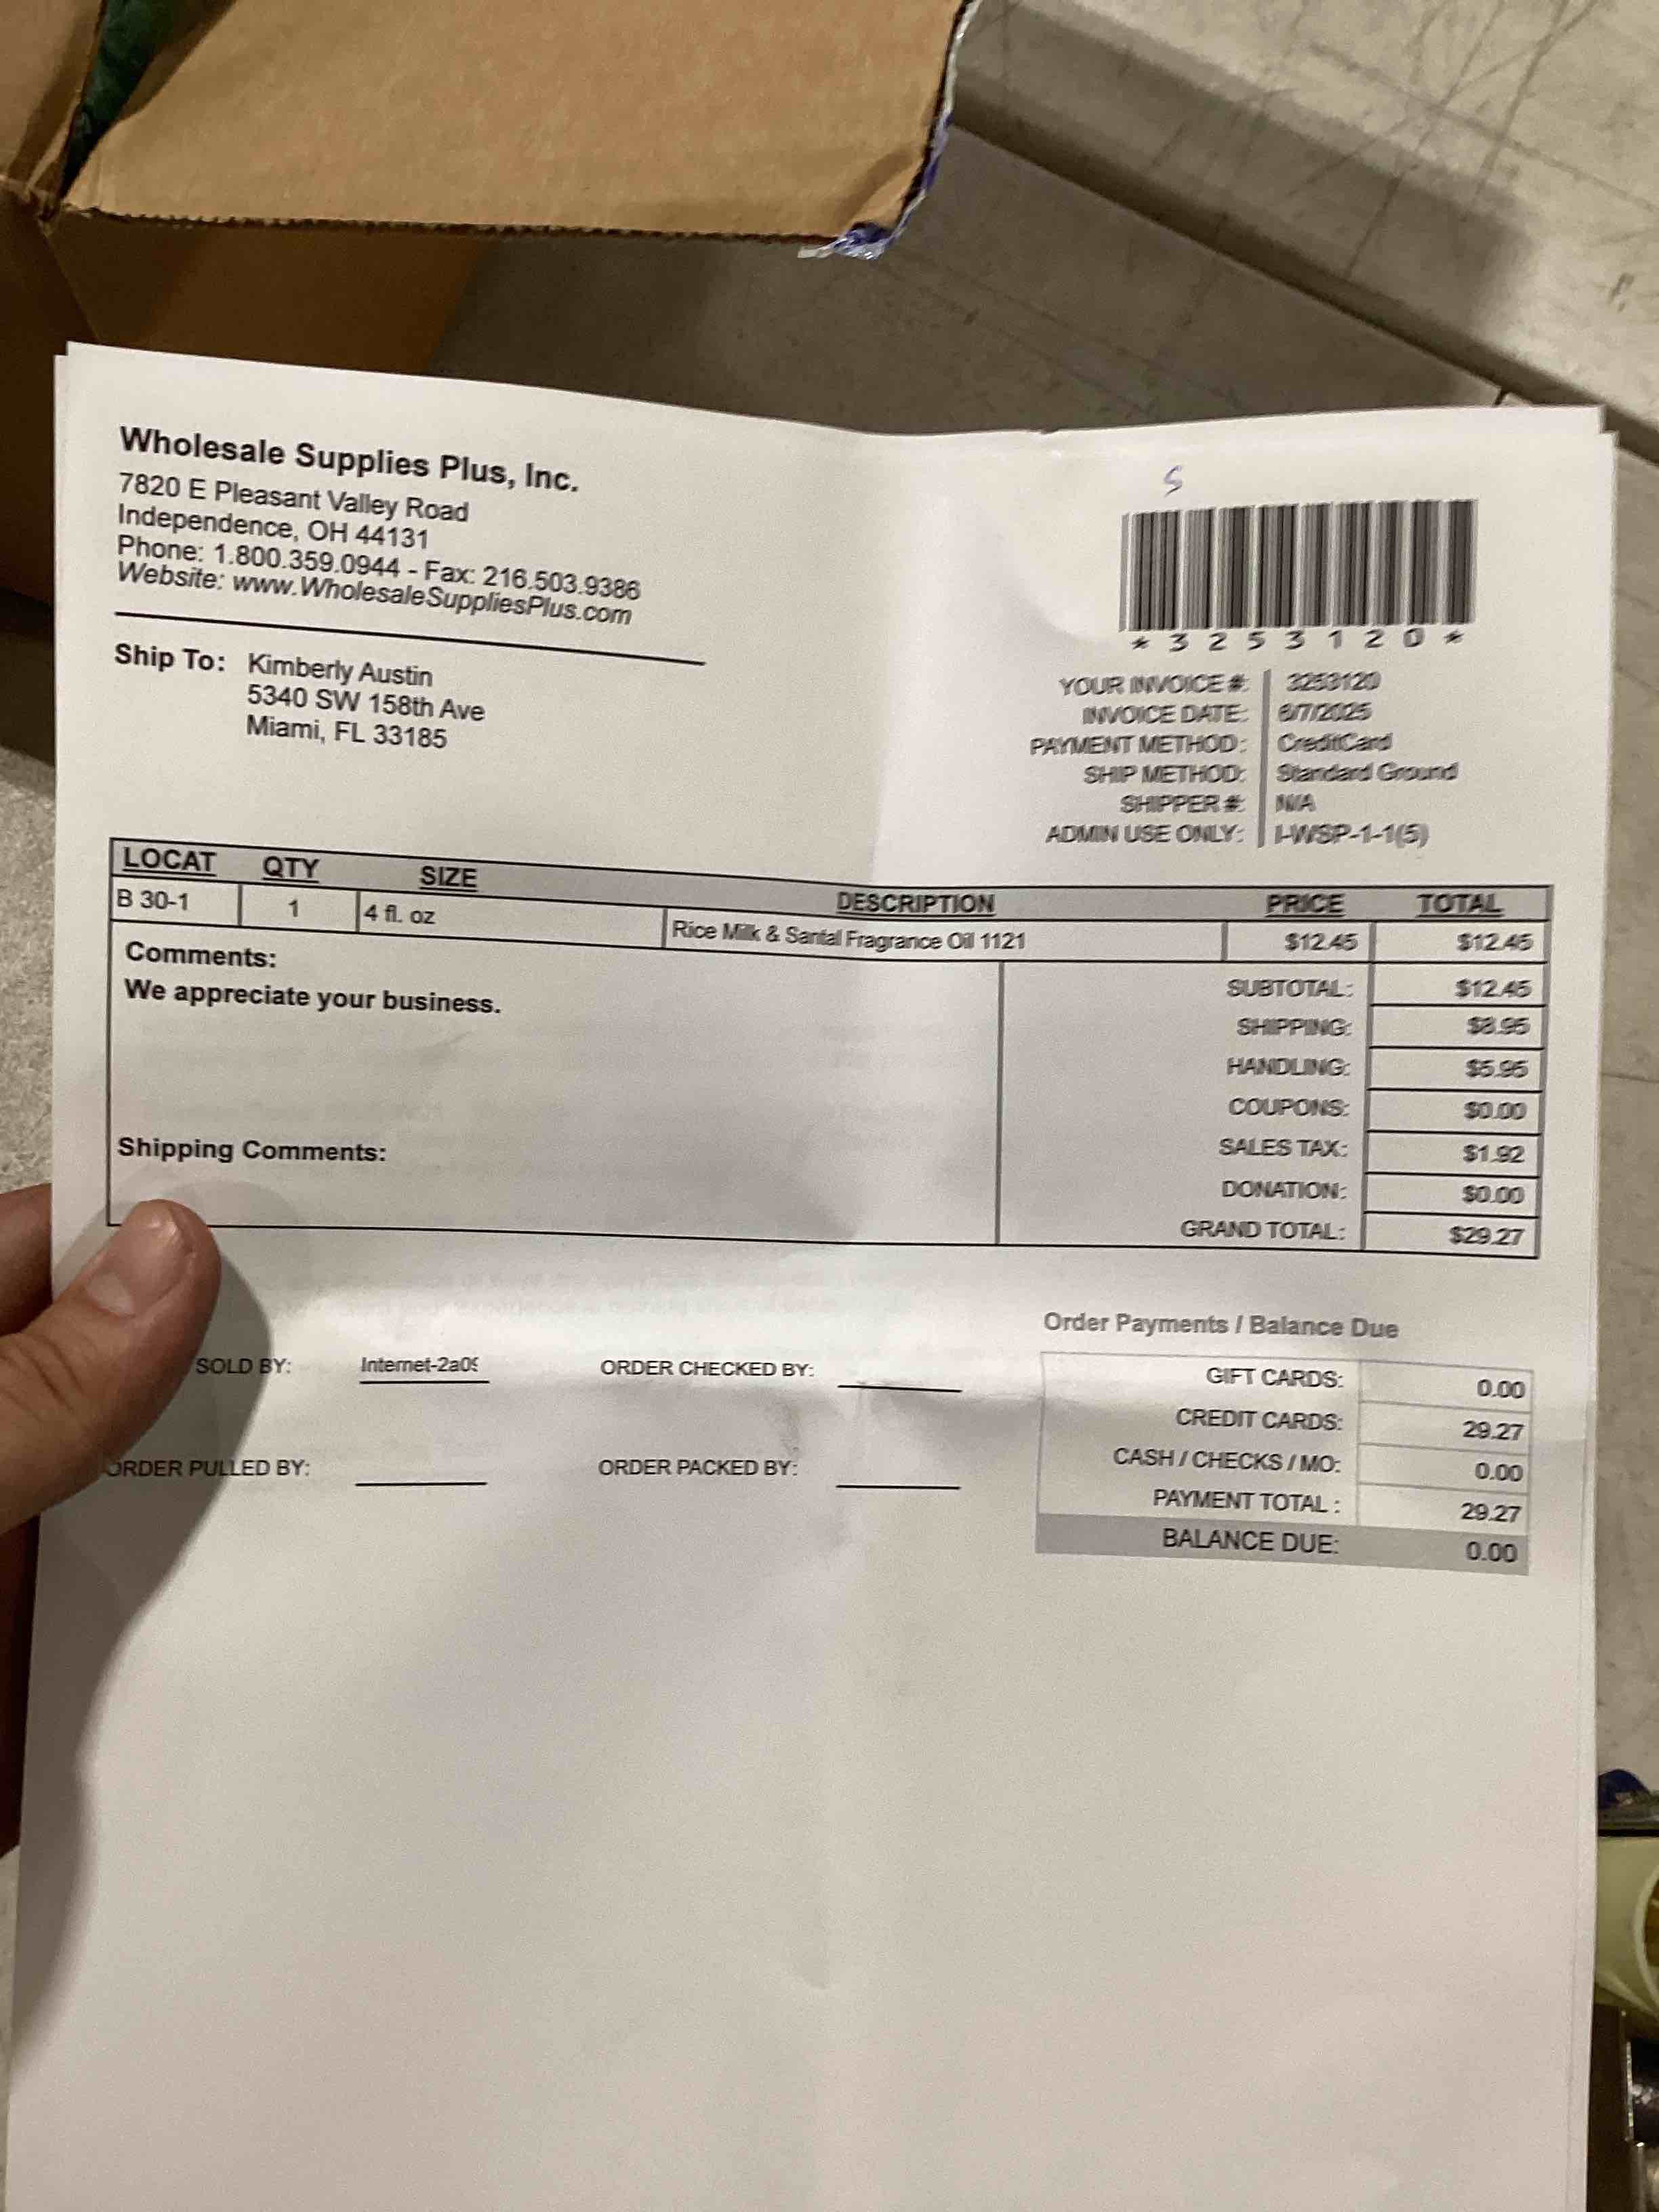 Wholesale Supplies Plus, Inc.
7820 E Pleasant Valley Road
Independence, OH 44131
Phone: 1.800.359.0944 - Fax: 216.503.9386
Website: www.WholesaleSuppliesPlus.com
Ship To: Kimberly Austin
5340 SW 158th Ave
Miami, FL 33185
S
*3253120*
YOUR INVOICE #: 3253120
INVOICE DATE: 6/7/2025
PAYMENT METHOD: CreditCard
SHIP METHOD: Standard Ground
SHIPPER #: N/A
ADMIN USE ONLY: I-WSP-1-1(5)
LOCAT QTY SIZE DESCRIPTION PRICE TOTAL
B 30-1 1 4 fl. oz Rice Milk & Santal Fragrance Oil 1121 $12.45 $12.45
Comments:
We appreciate your business.
Shipping Comments:
SUBTOTAL: $12.45
SHIPPING: $8.95
HANDLING: $5.95
COUPONS: $0.00
SALES TAX: $1.92
DONATION: $0.00
GRAND TOTAL: $29.27
SOLD BY: Internet-2a09
ORDER CHECKED BY:
ORDER PULLED BY:
ORDER PACKED BY:
Order Payments / Balance Due
GIFT CARDS: 0.00
CREDIT CARDS: 29.27
CASH / CHECKS / MO: 0.00
PAYMENT TOTAL : 29.27
BALANCE DUE: 0.00